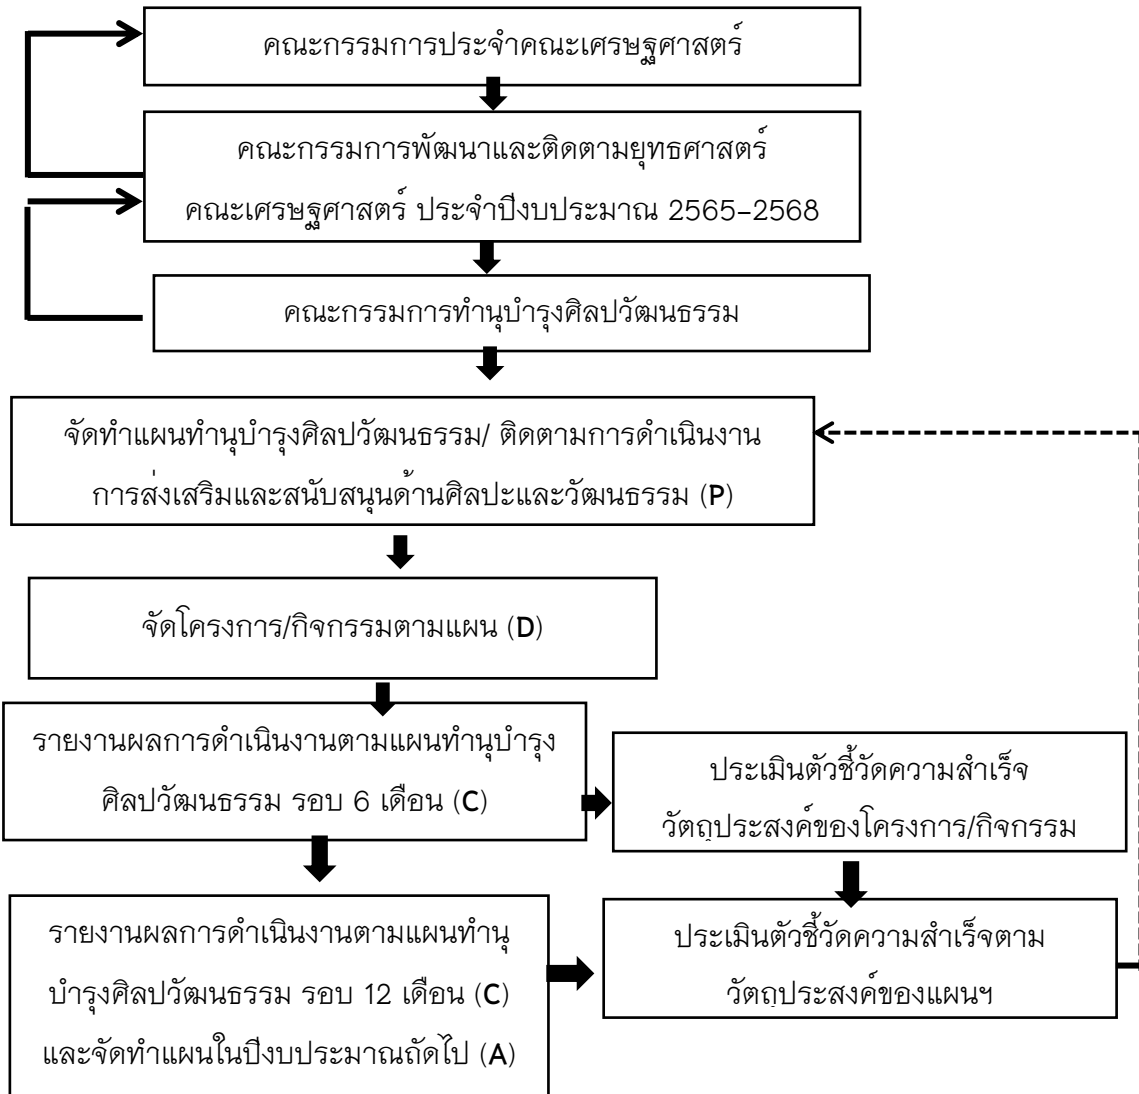 คณะกรรมการประจำคณะเศรษฐศาสตร์
คณะกรรมการพัฒนาและติดตามยุทธศาสตร์
คณะเศรษฐศาสตร์ ประจำปีงบประมาณ 2565-2568
คณะกรรมการทำนุบำรุงศิลปวัฒนธรรม
จัดทำแผนทำนุบำรุงศิลปวัฒนธรรม/ ติดตามการดำเนินงาน
การส่งเสริมและสนับสนุนด้านศิลปะและวัฒนธรรม (P)
จัดโครงการ/กิจกรรมตามแผน (D)
รายงานผลการดำเนินงานตามแผนทำนุบำรุง
ศิลปวัฒนธรรม รอบ 6 เดือน (C)
ประเมินตัวชี้วัดความสำเร็จ
วัตถุประสงค์ของโครงการ/กิจกรรม
รายงานผลการดำเนินงานตามแผนทำนุ
บำรุงศิลปวัฒนธรรม รอบ 12 เดือน (C)
และจัดทำแผนในปีงบประมาณถัดไป (A)
ประเมินตัวชี้วัดความสำเร็จตาม
วัตถุประสงค์ของแผนฯ